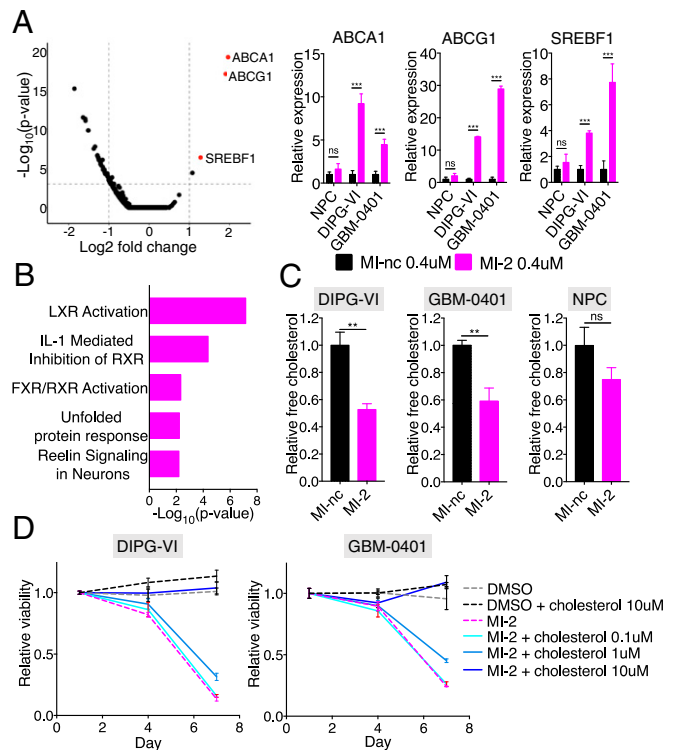 A
-Log10(p-value)
20
15
10
5
0
ABCA1
ABCG1
SREBF1
-2
-1
0
1
2
Log2 fold change
ABCA1
Relative expression
15
10
5
0
ns
***
***
NPC
DIPG-VI
GBM-0401
ABCG1
Relative expression
40
30
20
10
0
ns
***
***
NPC
DIPG-VI
GBM-0401
SREBF1
Relative expression
10
8
6
4
2
0
ns
***
***
NPC
DIPG-VI
GBM-0401
MI-nc 0.4uM
MI-2 0.4uM
B
LXR Activation
IL-1 Mediated
Inhibition of RXR
FXR/RXR Activation
Unfolded
protein response
Reelin Signaling
in Neurons
0
2
4
6
8
-Log10(p-value)
C
DIPG-VI
Relative free cholesterol
1.2
1.0
0.8
0.6
0.4
0.2
0.0
**
MI-nc
MI-2
GBM-0401
Relative free cholesterol
1.2
1.0
0.8
0.6
0.4
0.2
0.0
**
MI-nc
MI-2
NPC
Relative free cholesterol
1.4
1.2
1.0
0.8
0.6
0.4
0.2
0.0
ns
MI-nc
MI-2
D
DIPG-VI
Relative viability
1.0
0.5
0.0
0
2
4
6
8
Day
GBM-0401
Relative viability
1.0
0.5
0.0
0
2
4
6
8
Day
DMSO
DMSO + cholesterol 10uM
MI-2
MI-2 + cholesterol 0.1uM
MI-2 + cholesterol 1uM
MI-2 + cholesterol 10uM